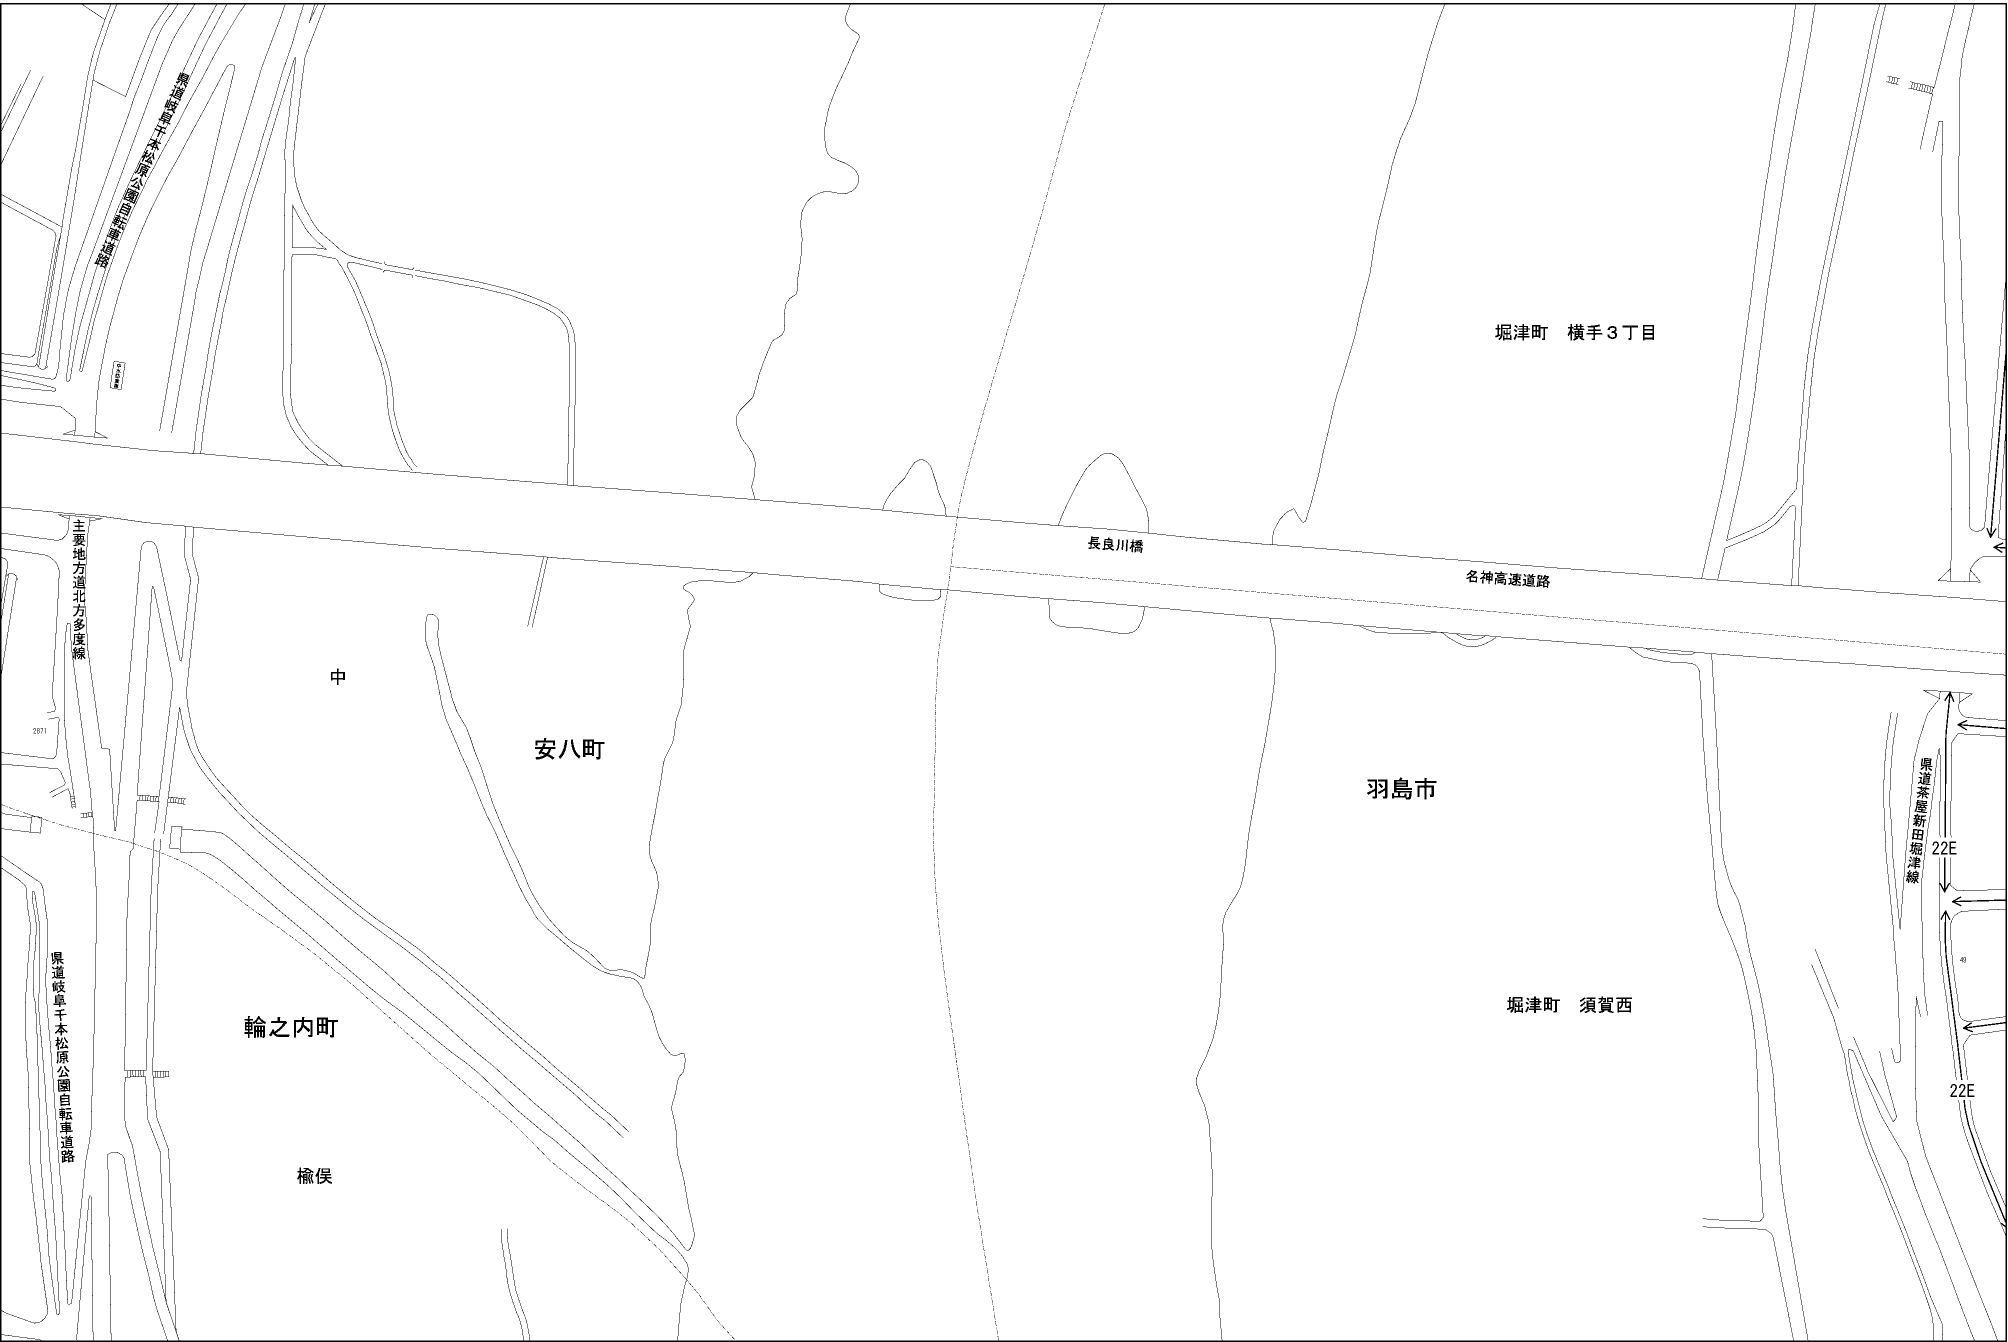 県道岐阜千本松原公園自転車道路
堀津町　横手３丁目
長良川橋
名神高速道路
主要地方道北方多度線
中
2871
安八町
羽島市
県道茶屋新田堀津線
22E
県道岐阜千本松原公園自転車道路
輪之内町
堀津町　須賀西
49
22E
楡俣